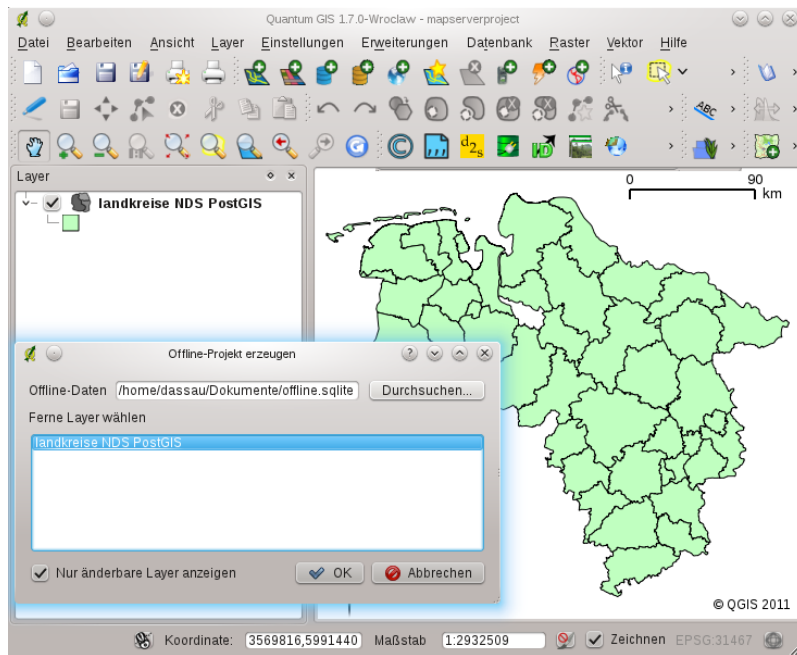 Quantum GIS 1.7.0-Wroclaw - mapserverproject
Datei Bearbeiten Ansicht Layer Einstellungen Erweiterungen Datenbank Raster Vektor Hilfe
ABC
d2s
Layer
landkreise NDS PostGIS
0 90
km
Offline-Projekt erzeugen
Offline-Daten /home/dassau/Dokumente/offline.sqlite Durchsuchen...
Ferne Layer wählen
landkreise NDS PostGIS
Nur änderbare Layer anzeigen OK Abbrechen
© QGIS 2011
Koordinate: 3569816,5991440 Maßstab 1:2932509 Zeichnen EPSG:31467